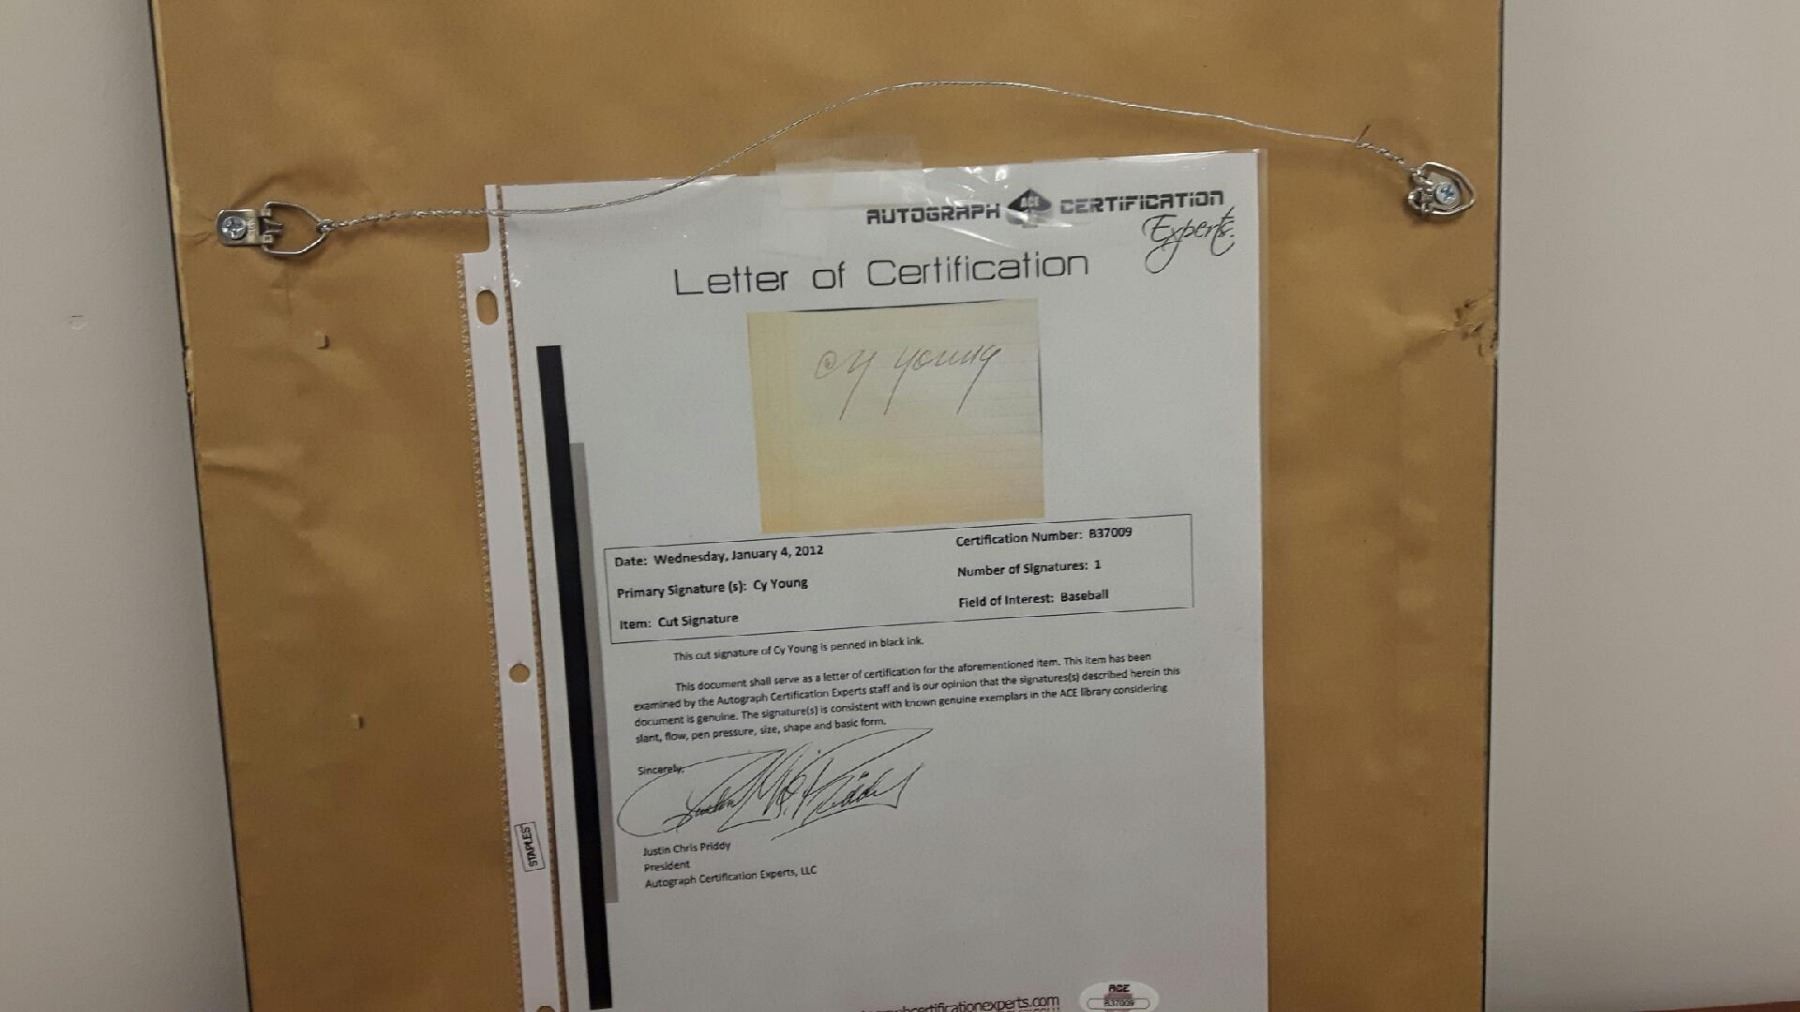 AUTOGRAPH ACE CERTIFICATION
Experts.
Letter of Certification
Cy Young
Date: Wednesday, January 4, 2012
Certification Number: B37009
Primary Signature (s): Cy Young
Number of Signatures: 1
Item: Cut Signature
Field of Interest: Baseball
This cut signature of Cy Young is penned in black ink.
This document shall serve as a letter of certification for the aforementioned item. This item has been
examined by the Autograph Certification Experts staff and is our opinion that the signatures(s) described herein this
document is genuine. The signature(s) is consistent with known genuine exemplars in the ACE library considering
slant, flow, pen pressure, size, shape and basic form.
Sincerely,
Justin Chris Priddy
President
Autograph Certification Experts, LLC
STAPLES
certificationexperts.com
ACE
B37009